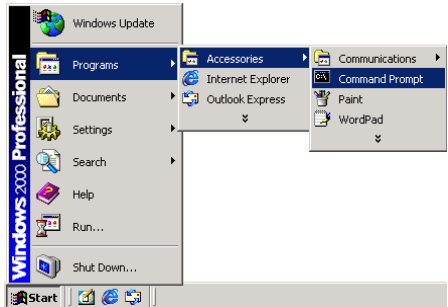 Windows Update
Programs
Documents
Settings
Search
Help
Run...
Shut Down...
Windows 2000 Professional
Accessories
Internet Explorer
Outlook Express
Communications
Command Prompt
Paint
WordPad
Start